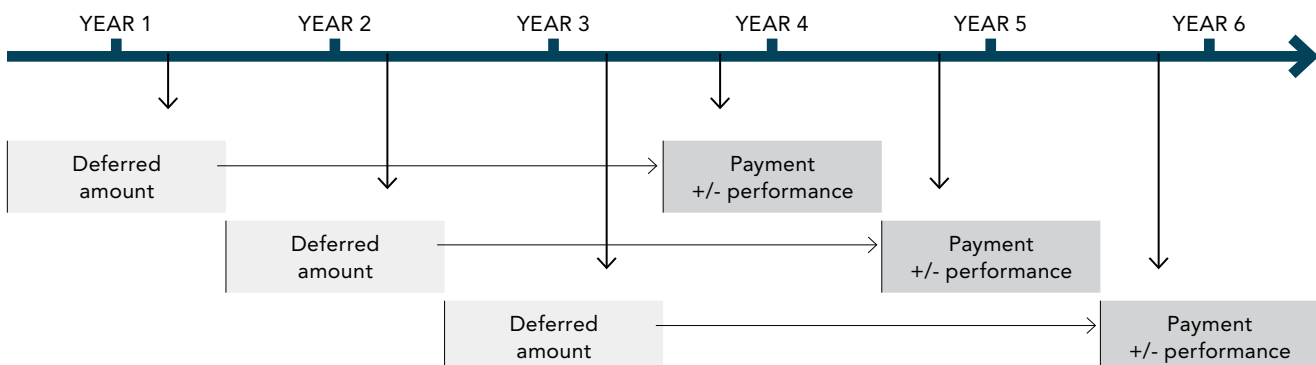 YEAR 1
YEAR 2
YEAR 3
YEAR 4
YEAR 5
YEAR 6
Deferred
amount
Payment
+/- performance
Deferred
amount
Payment
+/- performance
Deferred
amount
Payment
+/- performance